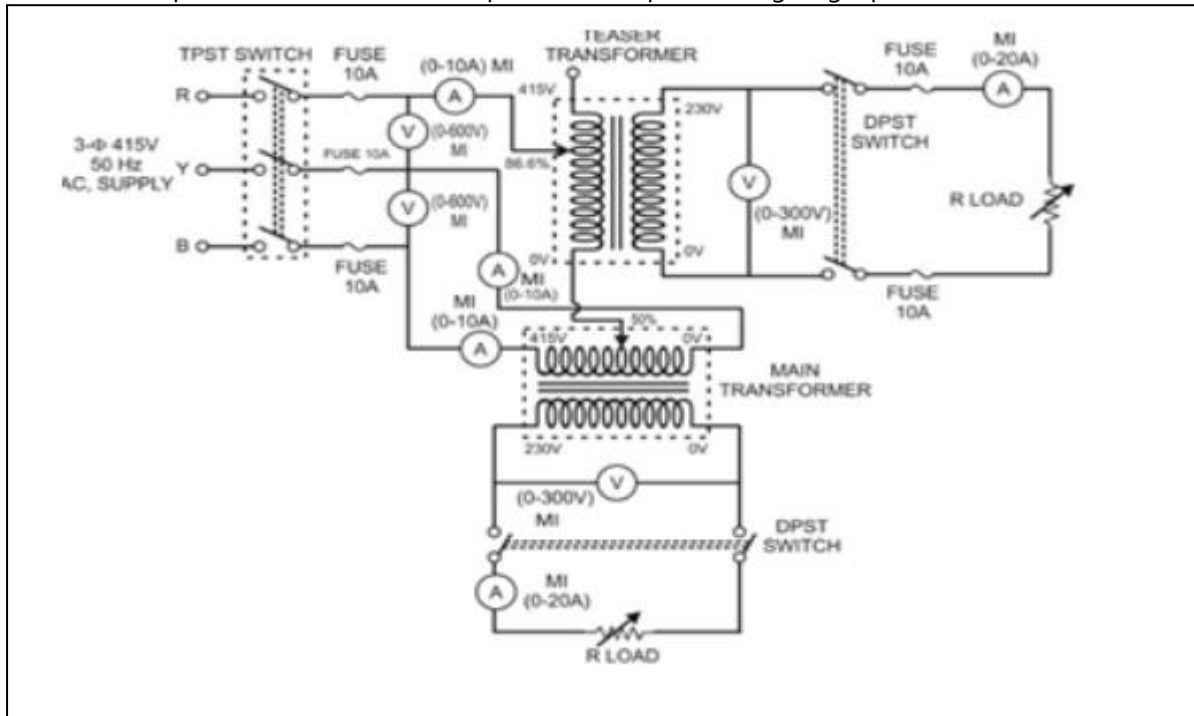 TPST SWITCH
FUSE
10A
(0-10A) MI
TEASER
TRANSFORMER
415V
230V
FUSE
10A
MI
(0-20A)
R
A
A
V
(0-600V)
MI
DPST
SWITCH
3-Φ 415V
50 Hz
AC, SUPPLY
Y
FUSE 10A
86.6%
V
(0-600V)
MI
V
(0-300V)
MI
R LOAD
B
FUSE
10A
0V
0V
A
MI
(0-10A)
FUSE
10A
MI
(0-10A)
A
50%
415V
0V
MAIN
TRANSFORMER
230V
0V
V
(0-300V)
MI
DPST
SWITCH
A
MI
(0-20A)
R LOAD